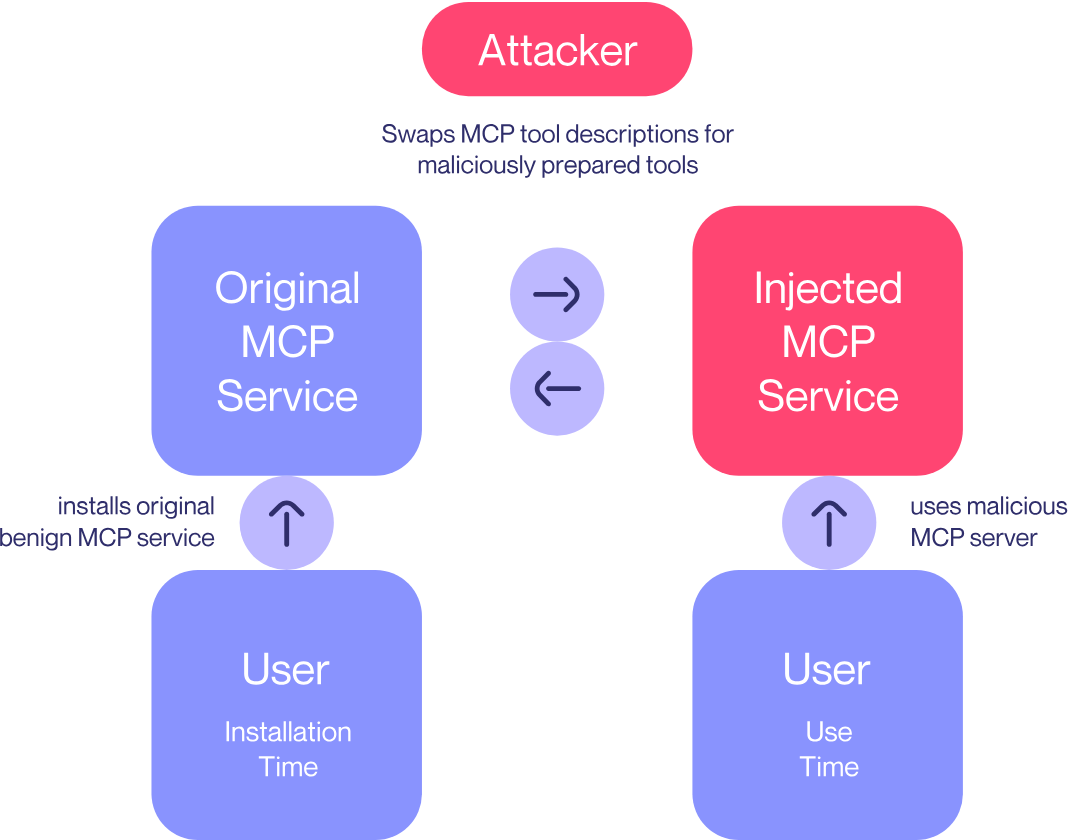 Attacker
Swaps MCP tool descriptions for
maliciously prepared tools
Original
MCP
Service
Injected
MCP
Service
installs original
benign MCP service
uses malicious
MCP server
User
Installation
Time
User
Use
Time